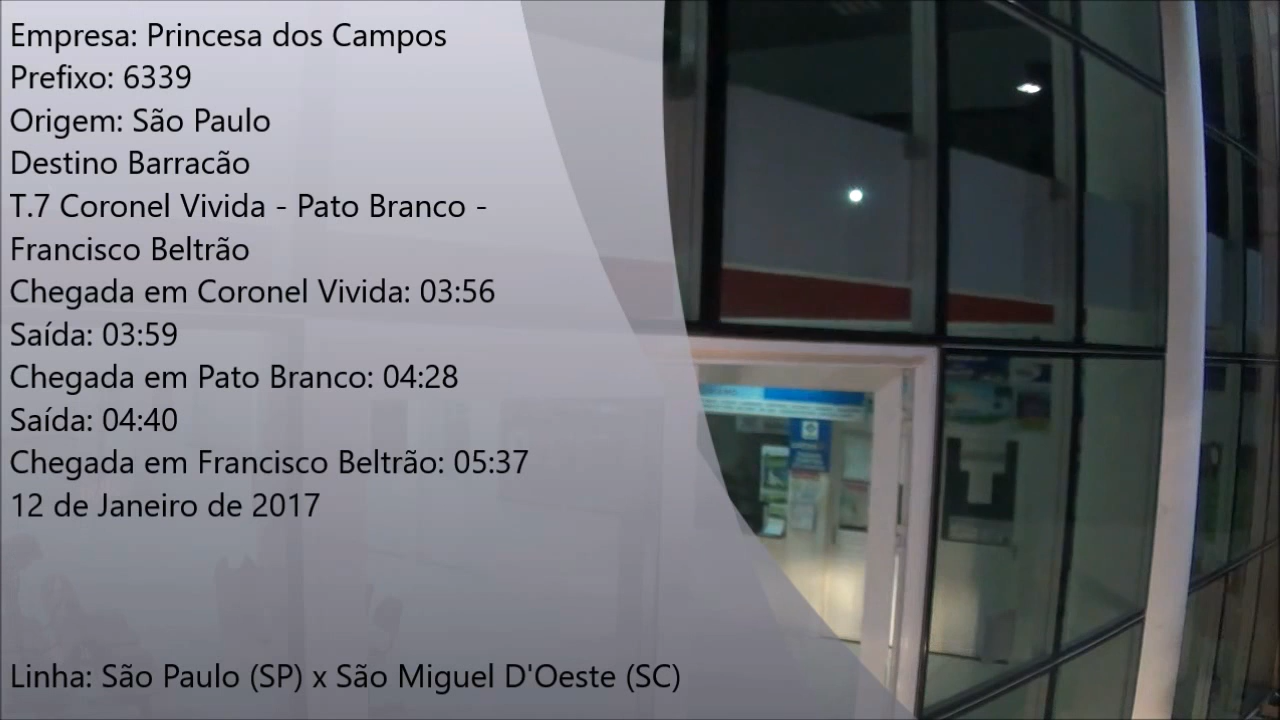 Empresa: Princesa dos Campos
Prefixo: 6339
Origem: São Paulo
Destino Barracão
T.7 Coronel Vivida - Pato Branco -
Francisco Beltrão
Chegada em Coronel Vivida: 03:56
Saída: 03:59
Chegada em Pato Branco: 04:28
Saída: 04:40
Chegada em Francisco Beltrão: 05:37
12 de Janeiro de 2017
Linha: São Paulo (SP) x São Miguel D'Oeste (SC)